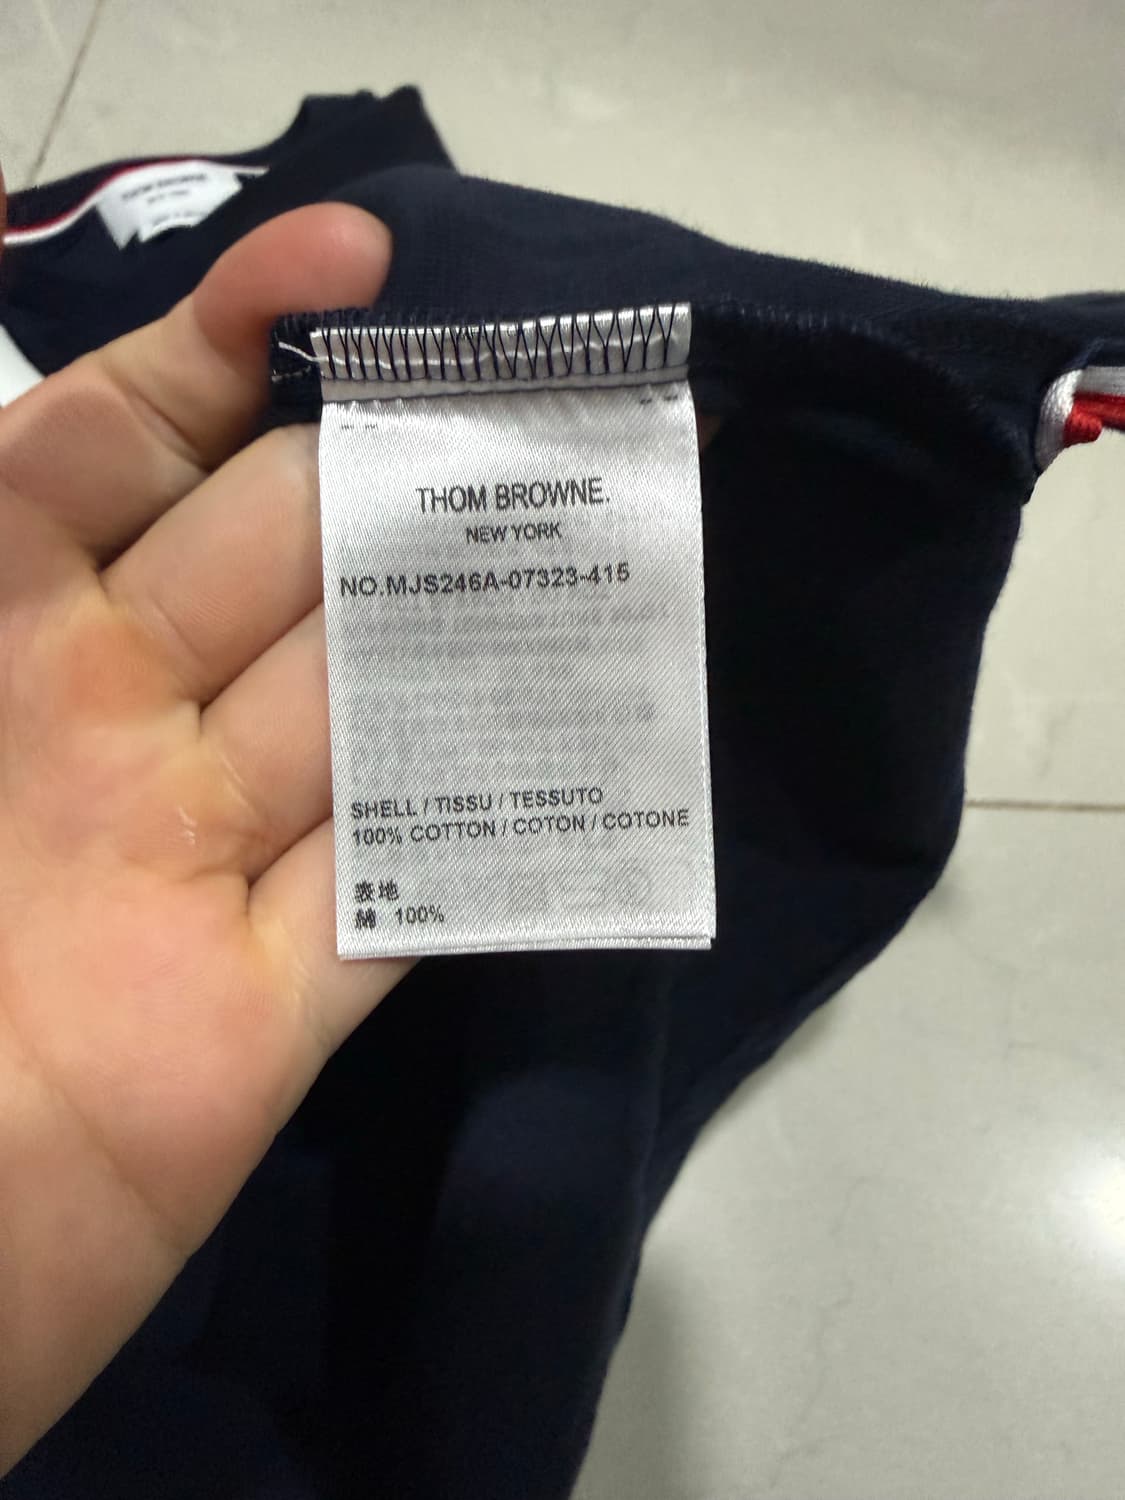 THOM BROWNE.
NEW YORK
NO.MJS246A-07323-415
SHELL / TISSU / TESSUTO
100% COTTON / COTON / COTONE
表地
綿 100%